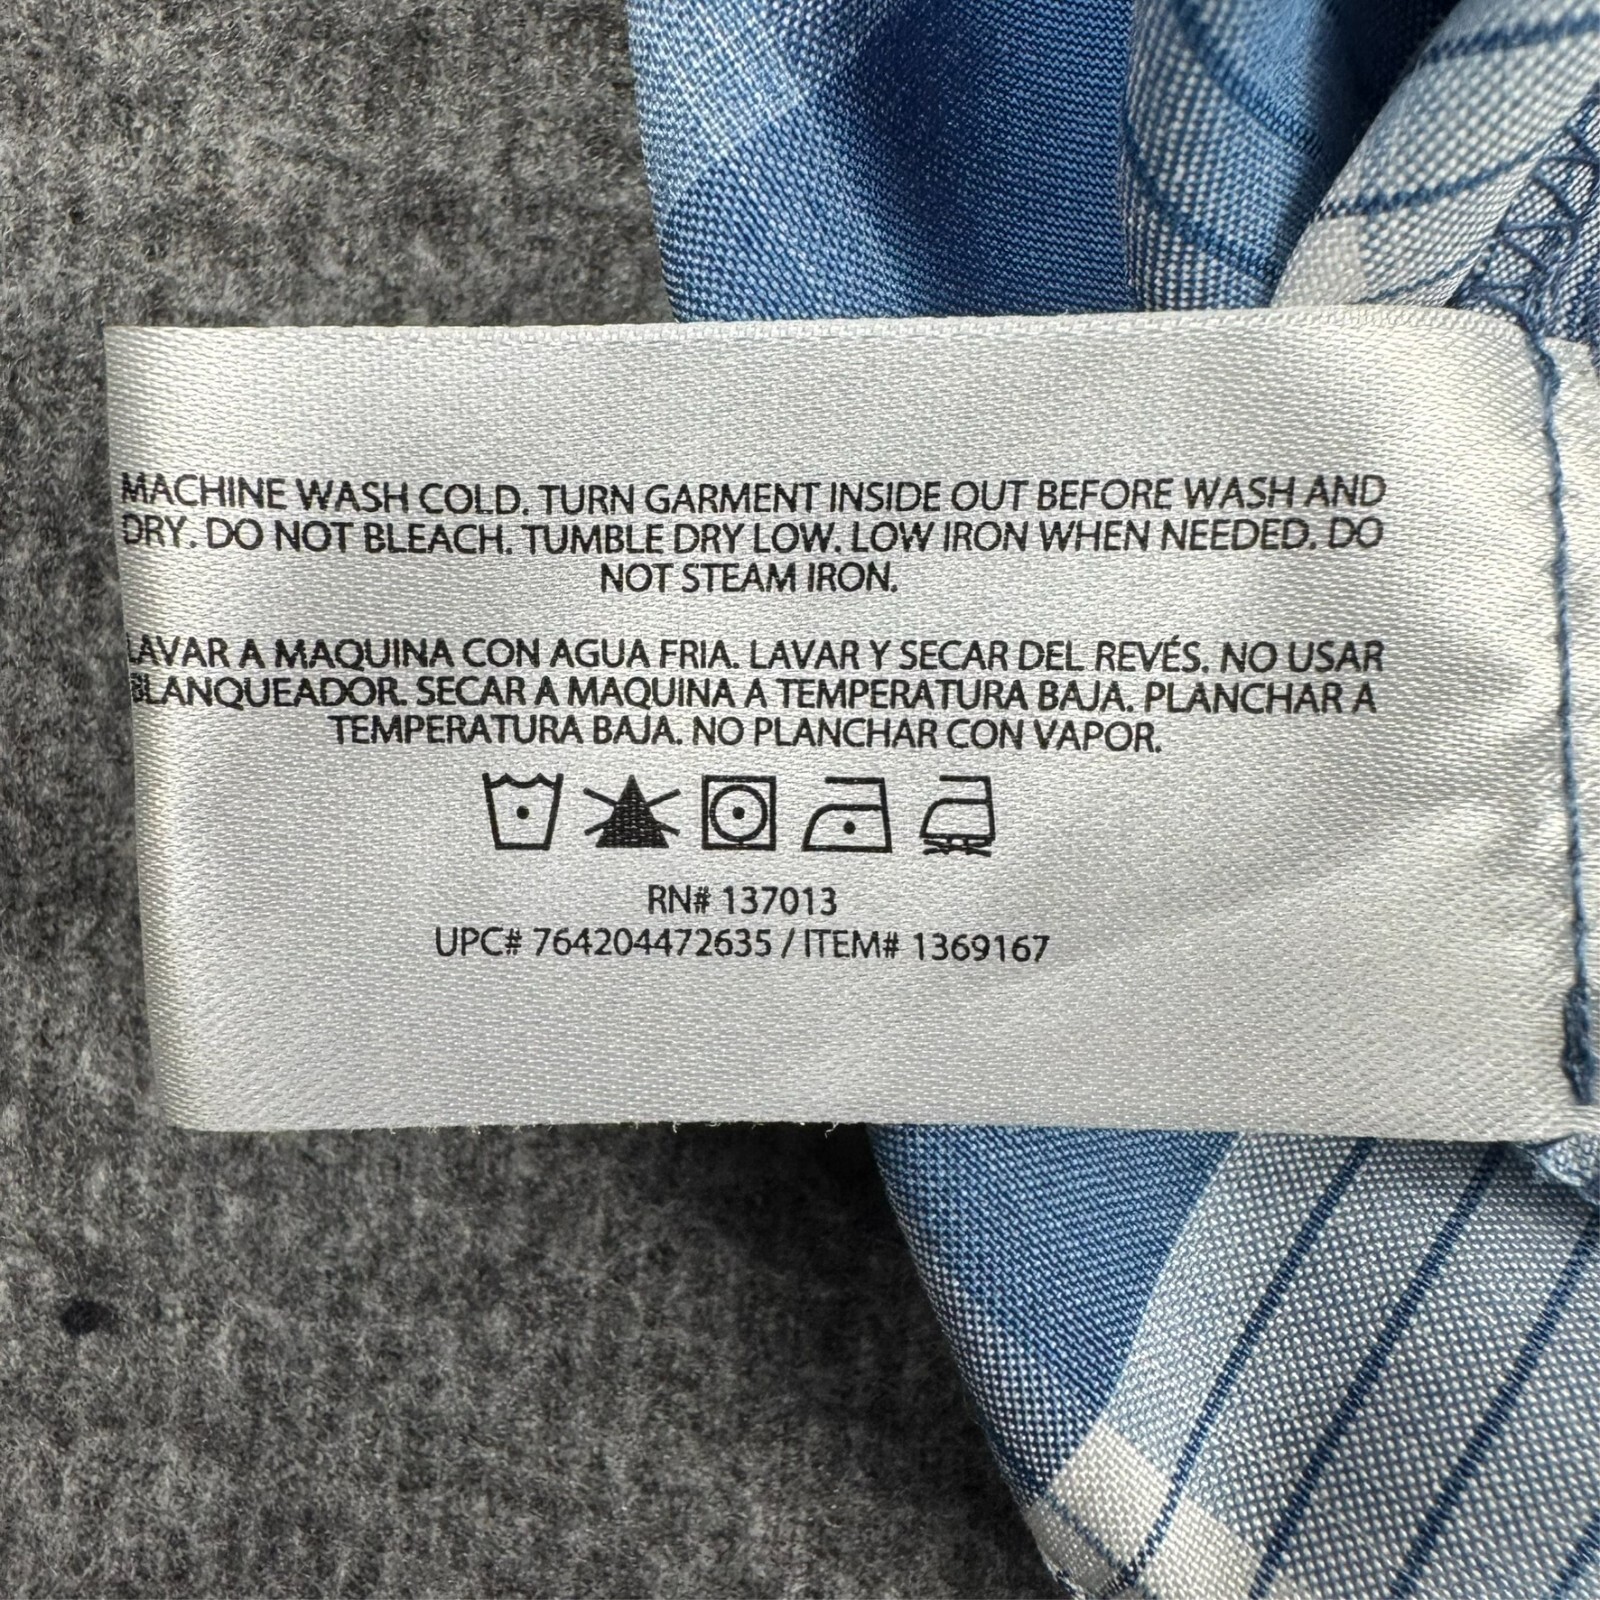 MACHINE WASH COLD. TURN GARMENT INSIDE OUT BEFORE WASH AND
DRY. DO NOT BLEACH. TUMBLE DRY LOW. LOW IRON WHEN NEEDED. DO
NOT STEAM IRON.
LAVAR A MAQUINA CON AGUA FRIA. LAVAR Y SECAR DEL REVÉS. NO USAR
BLANQUEADOR. SECAR A MAQUINA A TEMPERATURA BAJA. PLANCHAR A
TEMPERATURA BAJA. NO PLANCHAR CON VAPOR.
RN# 137013
UPC# 764204472635 / ITEM# 1369167